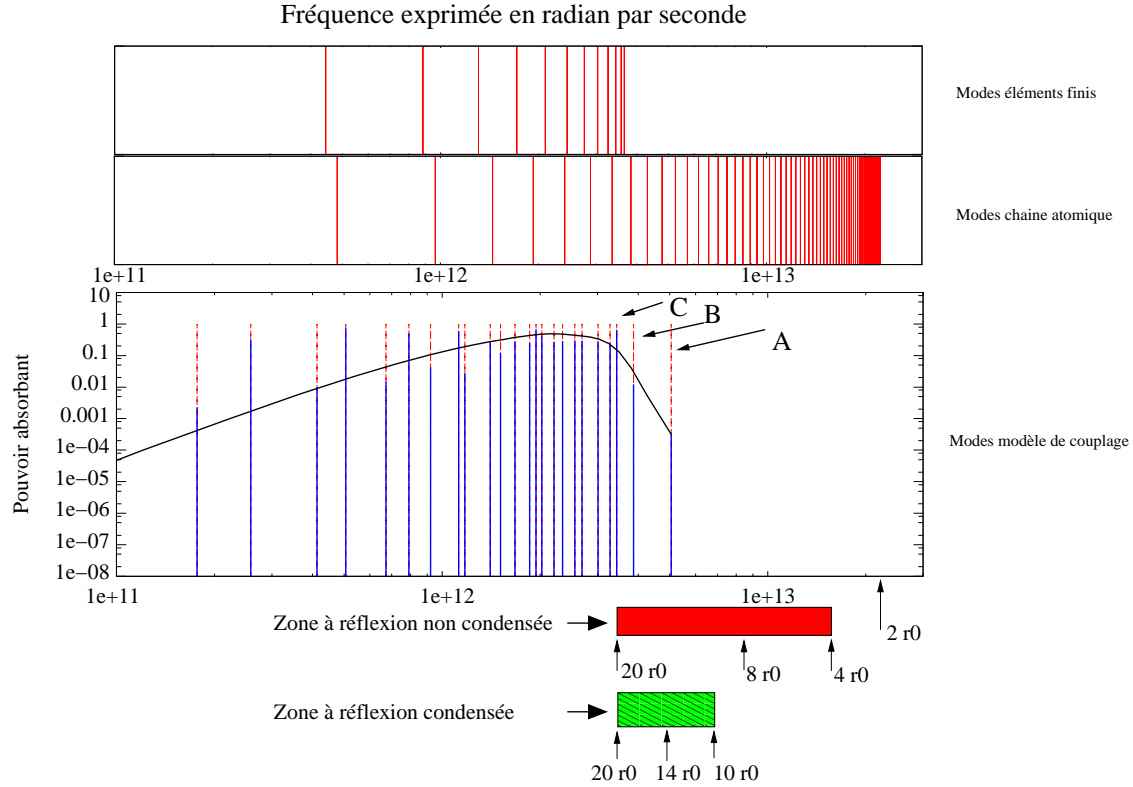 Fréquence exprimée en radian par seconde
Modes éléments finis
Modes chaine atomique
1e+11
1e+12
1e+13
10
1
0.1
0.01
0.001
1e−04
1e−05
1e−06
1e−07
1e−08
Pouvoir absorbant
C
B
A
Modes modèle de couplage
1e+11
1e+12
1e+13
2 r0
Zone à réflexion non condensée
20 r0
8 r0
4 r0
Zone à réflexion condensée
20 r0
14 r0
10 r0